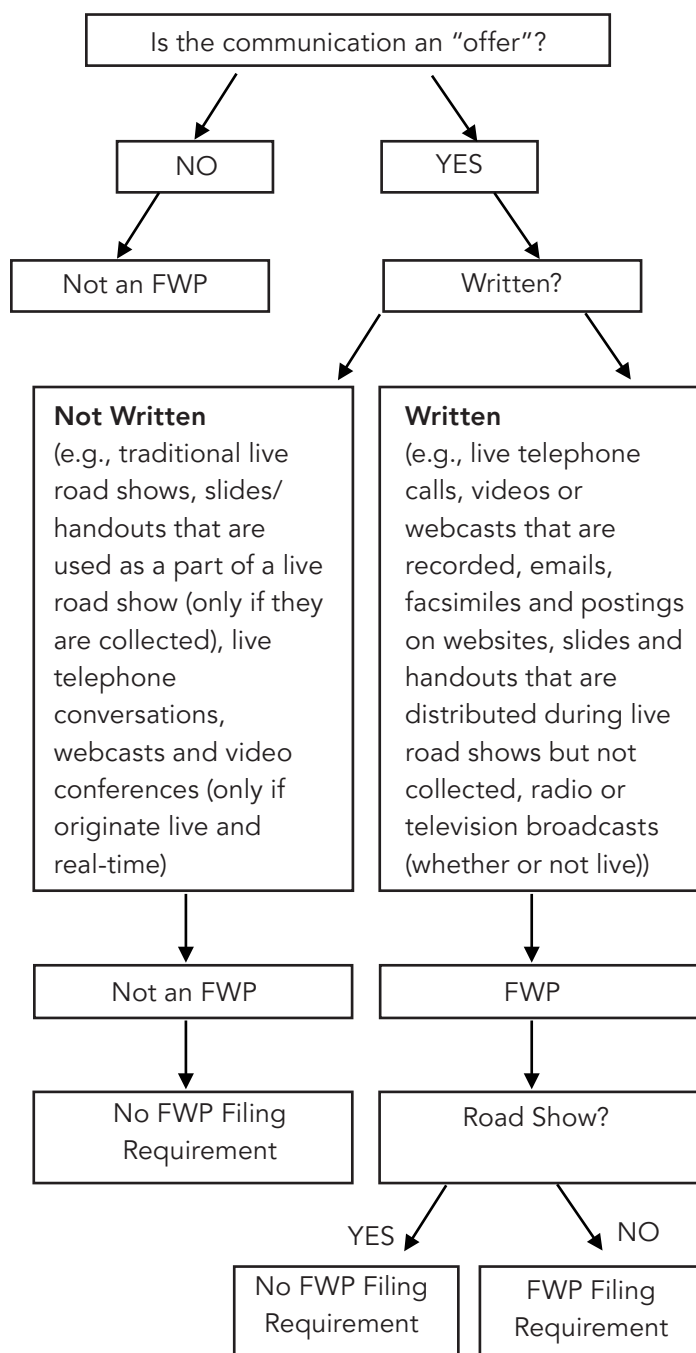 Is the communication an “offer”?
NO
YES
Not an FWP
Written?
Not Written
(e.g., traditional live
road shows, slides/
handouts that are
used as a part of a live
road show (only if they
are collected), live
telephone
conversations,
webcasts and video
conferences (only if
originate live and
real-time)
Written
(e.g., live telephone
calls, videos or
webcasts that are
recorded, emails,
facsimiles and postings
on websites, slides and
handouts that are
distributed during live
road shows but not
collected, radio or
television broadcasts
(whether or not live))
Not an FWP
FWP
No FWP Filing
Requirement
Road Show?
YES
NO
No FWP Filing
Requirement
FWP Filing
Requirement